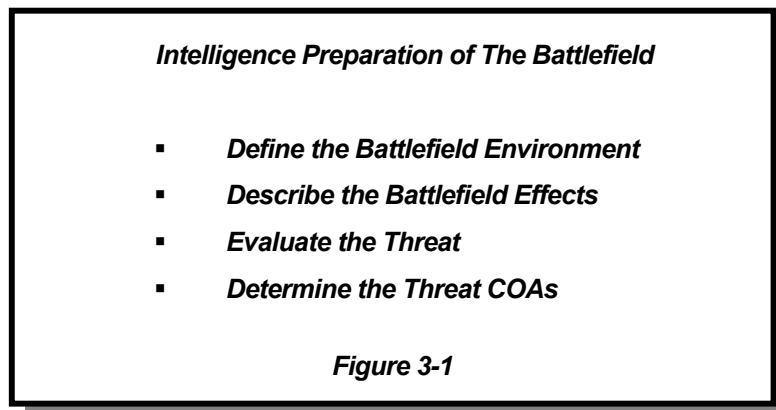 Intelligence Preparation of The Battlefield
▪ Define the Battlefield Environment
▪ Describe the Battlefield Effects
▪ Evaluate the Threat
▪ Determine the Threat COAs
Figure 3-1